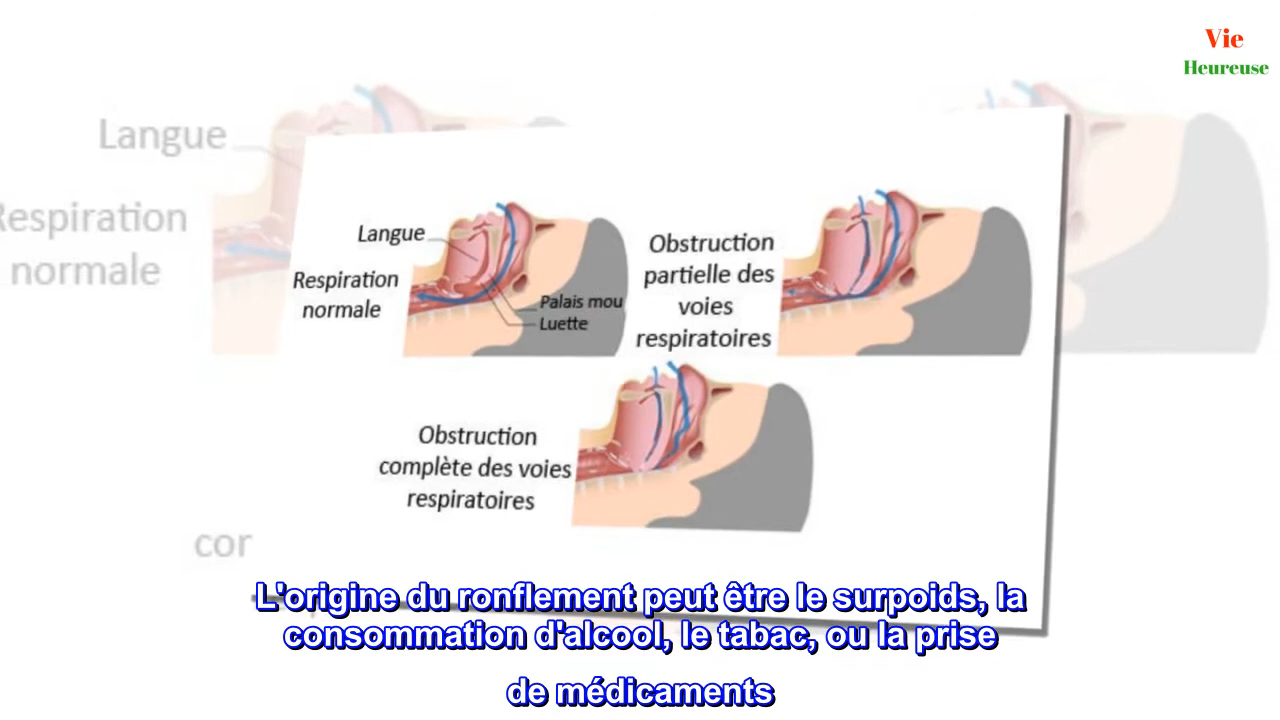 Vie
Heureuse
Langue
Respiration
normale
Langue
Respiration
normale
Palais mou
Luette
Obstruction
partielle des
voies
respiratoires
Obstruction
complète des voies
respiratoires
cor
L'origine du ronflement peut être le surpoids, la
consommation d'alcool, le tabac, ou la prise
de médicaments